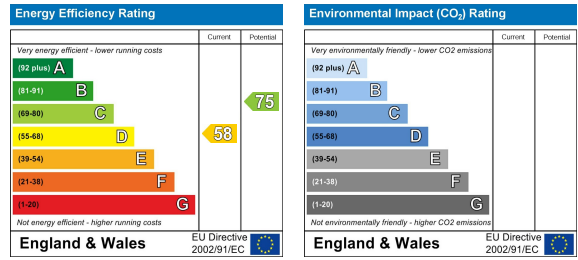 Energy Efficiency Rating
Current Potential
Very energy efficient - lower running costs
(92 plus) A
(81-91) B
(69-80) C
(55-68) D
(39-54) E
(21-38) F
(1-20) G
58
75
Not energy efficient - higher running costs
England & Wales
EU Directive
2002/91/EC
Environmental Impact (CO₂) Rating
Current Potential
Very environmentally friendly - lower CO2 emissions
(92 plus) A
(81-91) B
(69-80) C
(55-68) D
(39-54) E
(21-38) F
(1-20) G
Not environmentally friendly - higher CO2 emissions
England & Wales
EU Directive
2002/91/EC